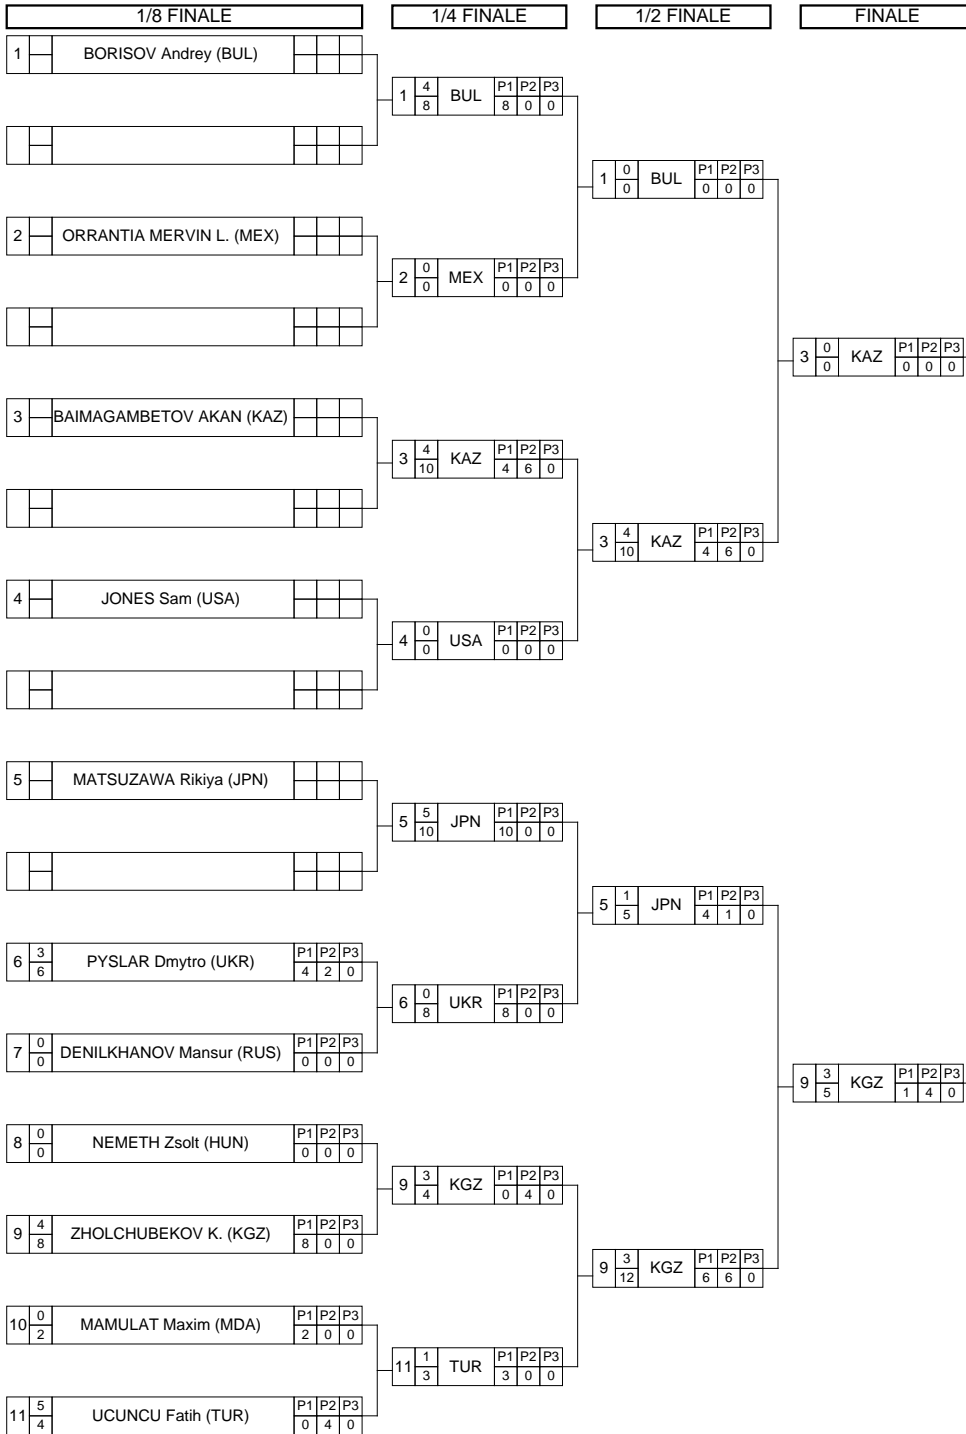 1/8 FINALE 1/4 FINALE 1/2 FINALE FINALE
1 BORISOV Andrey (BUL)
1 4 BUL P1 P2 P3
8 8 0 0
1 0 BUL P1 P2 P3
0 0 0 0
2 ORRANTIA MERVIN L. (MEX)
2 0 MEX P1 P2 P3
0 0 0 0
3 0 KAZ P1 P2 P3
0 0 0 0
3 BAIMAGAMBETOV AKAN (KAZ)
3 4 KAZ P1 P2 P3
10 4 6 0
3 4 KAZ P1 P2 P3
10 4 6 0
4 JONES Sam (USA)
4 0 USA P1 P2 P3
0 0 0 0
5 MATSUZAWA Rikiya (JPN)
5 5 JPN P1 P2 P3
10 10 0 0
5 1 JPN P1 P2 P3
5 4 1 0
6 3 PYSLAR Dmytro (UKR) P1 P2 P3
6 4 2 0
6 0 UKR P1 P2 P3
8 8 0 0
7 0 DENILKHANOV Mansur (RUS) P1 P2 P3
0 0 0 0
9 3 KGZ P1 P2 P3
5 1 4 0
8 0 NEMETH Zsolt (HUN) P1 P2 P3
0 0 0 0
9 3 KGZ P1 P2 P3
4 0 4 0
9 4 ZHOLCHUBEKOV K. (KGZ) P1 P2 P3
8 8 0 0
9 3 KGZ P1 P2 P3
12 6 6 0
10 0 MAMULAT Maxim (MDA) P1 P2 P3
2 2 0 0
11 1 TUR P1 P2 P3
3 3 0 0
11 5 UCUNCU Fatih (TUR) P1 P2 P3
4 0 4 0